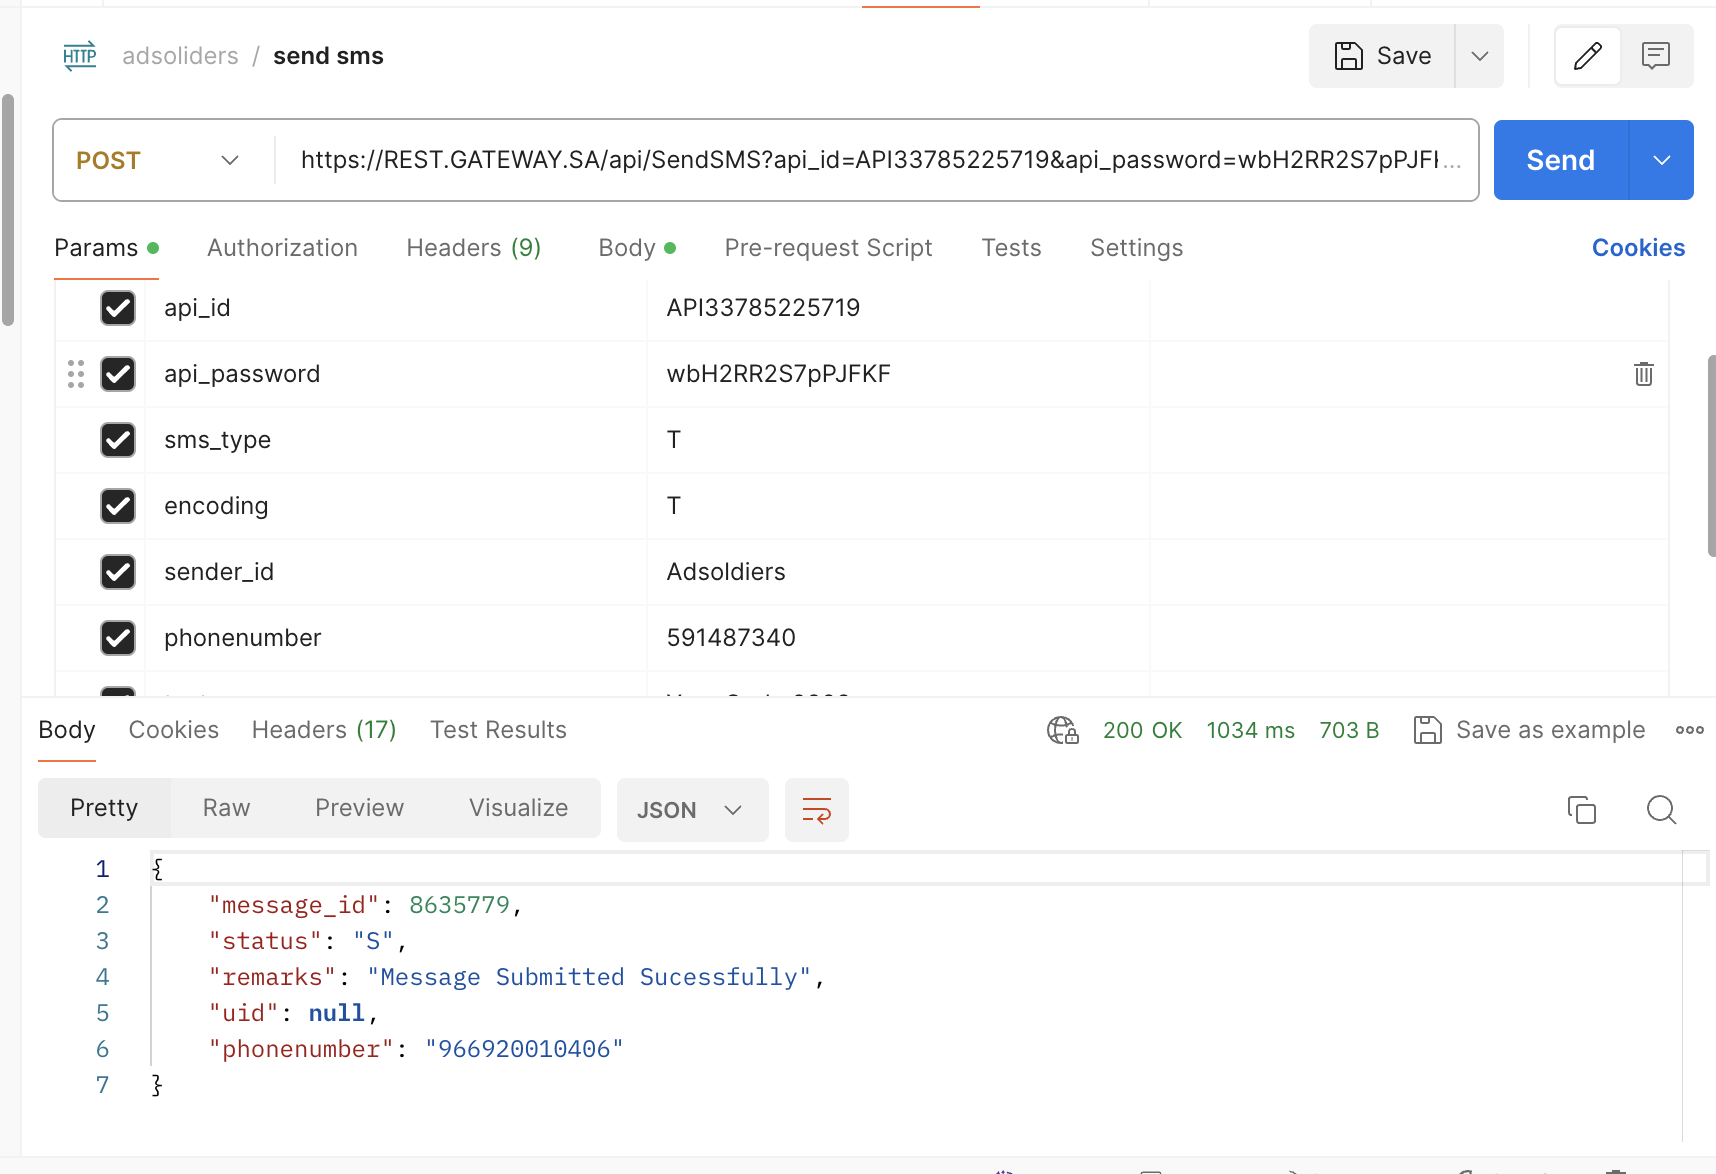 HTTP adsoliders / send sms Save
POST https://REST.GATEWAY.SA/api/SendSMS?api_id=API33785225719&api_password=wbH2RR2S7pPJFK... Send
Params Authorization Headers (9) Body Pre-request Script Tests Settings Cookies
api_id API33785225719
api_password wbH2RR2S7pPJFKF
sms_type T
encoding T
sender_id Adsoldiers
phonenumber 591487340
Body Cookies Headers (17) Test Results 200 OK 1034 ms 703 B Save as example
Pretty Raw Preview Visualize JSON
1 {
2 "message_id": 8635779,
3 "status": "S",
4 "remarks": "Message Submitted Sucessfully",
5 "uid": null,
6 "phonenumber": "966920010406"
7 }